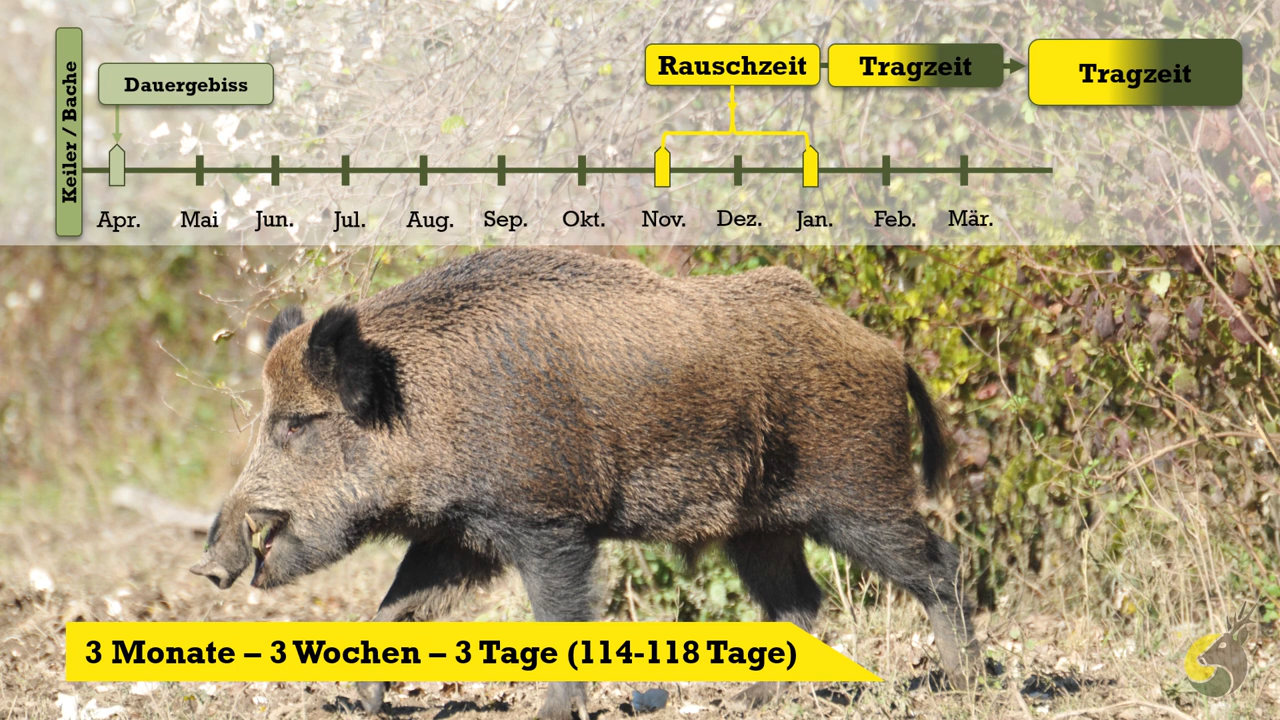 Keiler / Bache
Dauergebiss
Rauschzeit
Tragzeit
Tragzeit
Apr. Mai Jun. Jul. Aug. Sep. Okt. Nov. Dez. Jan. Feb. Mär.
3 Monate – 3 Wochen – 3 Tage (114-118 Tage)